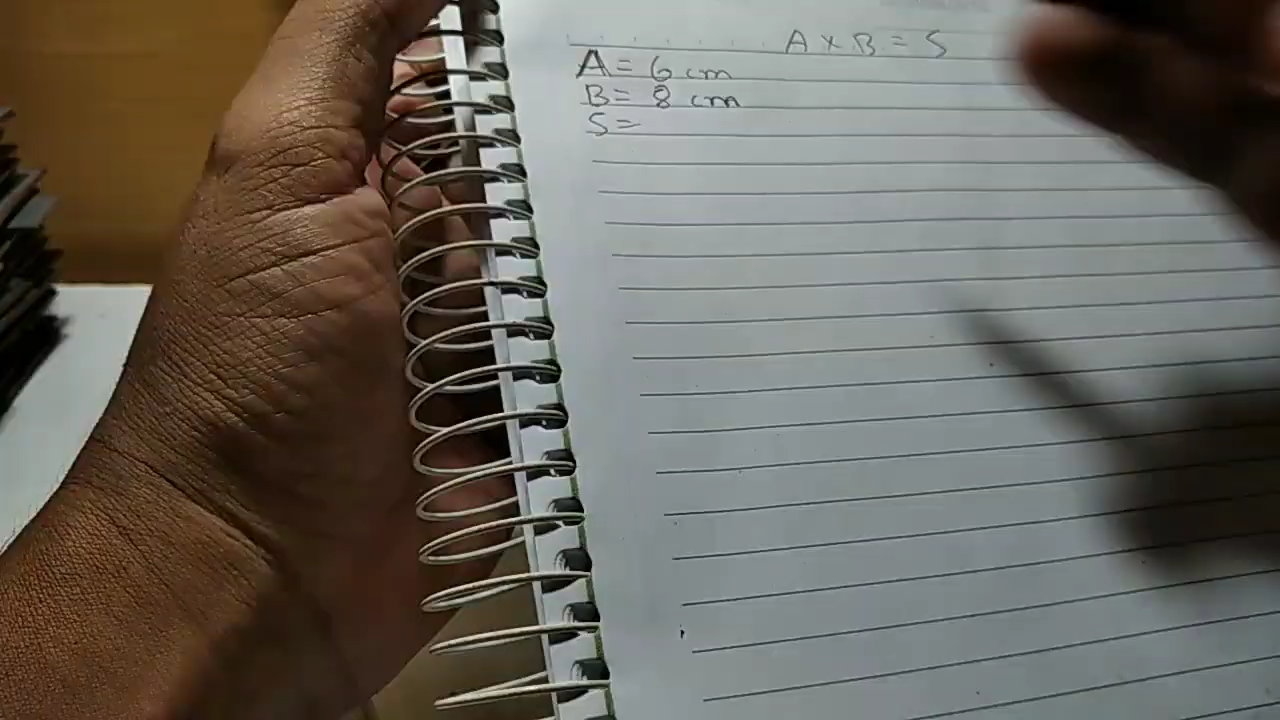 A × B = S
A = 6 cm
B = 8 cm
S =